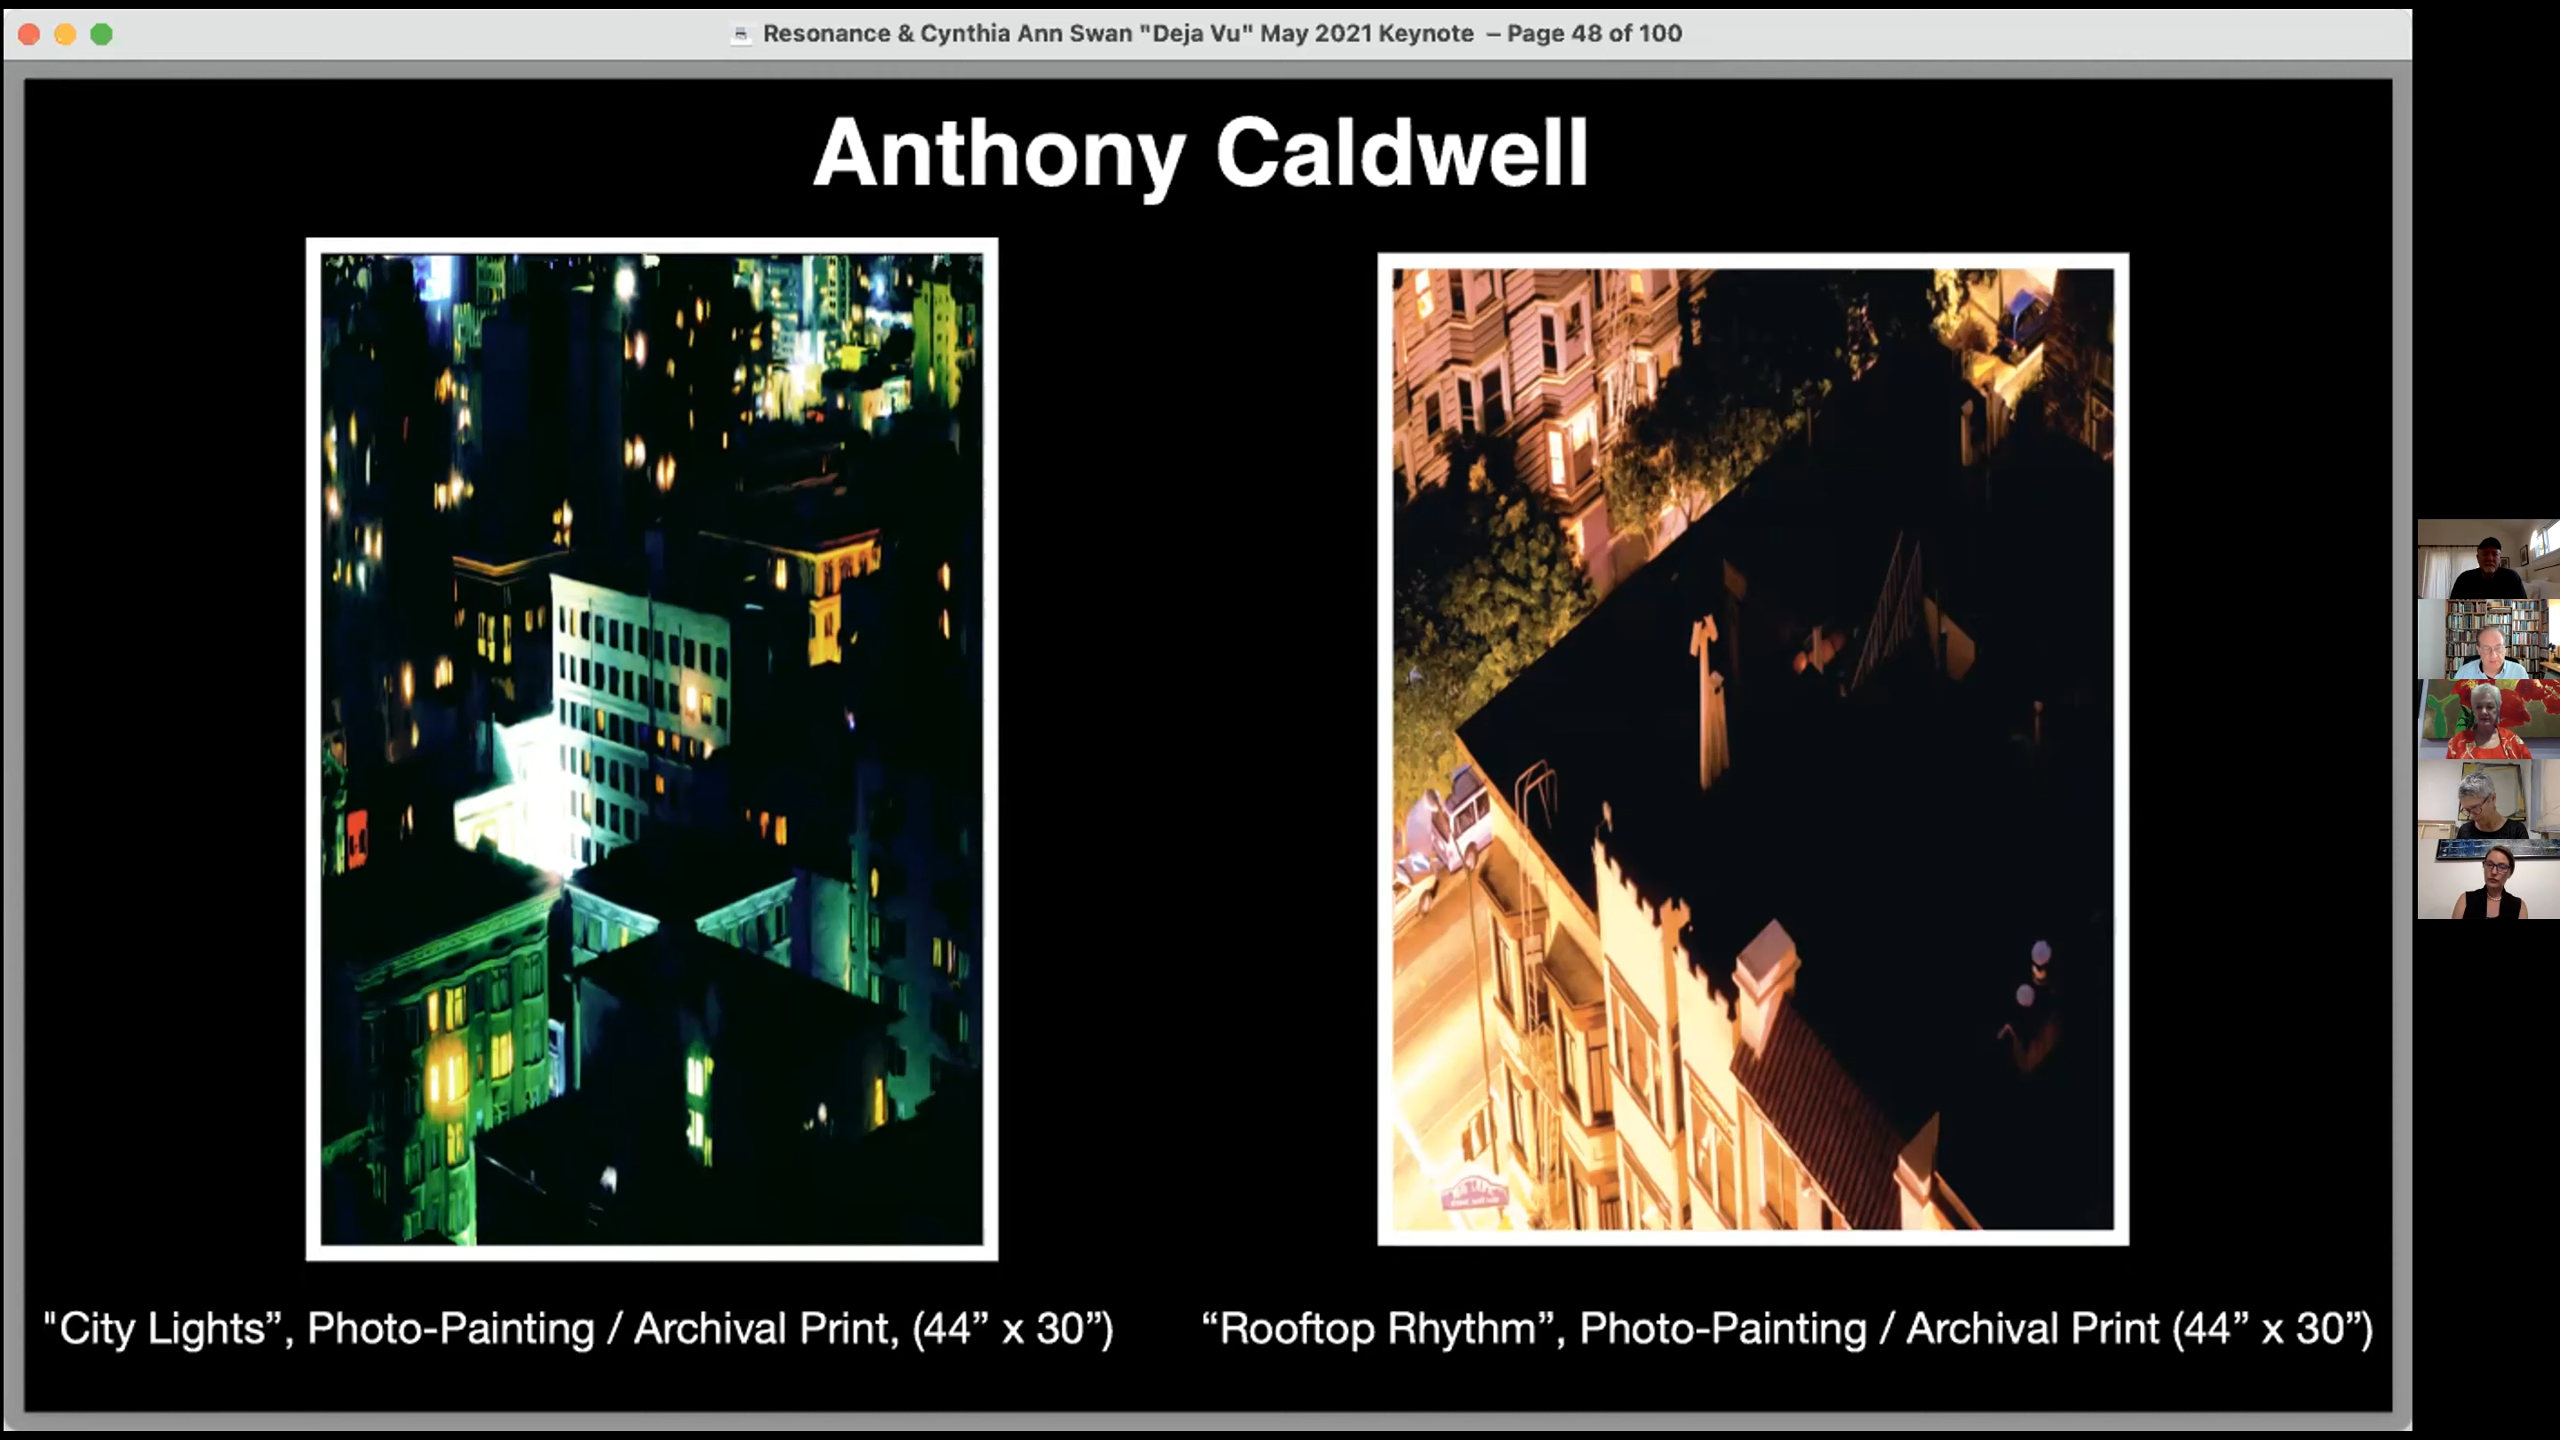 Resonance & Cynthia Ann Swan "Deja Vu" May 2021 Keynote – Page 48 of 100
Anthony Caldwell
"City Lights”, Photo-Painting / Archival Print, (44” x 30”)
“Rooftop Rhythm”, Photo-Painting / Archival Print (44” x 30”)